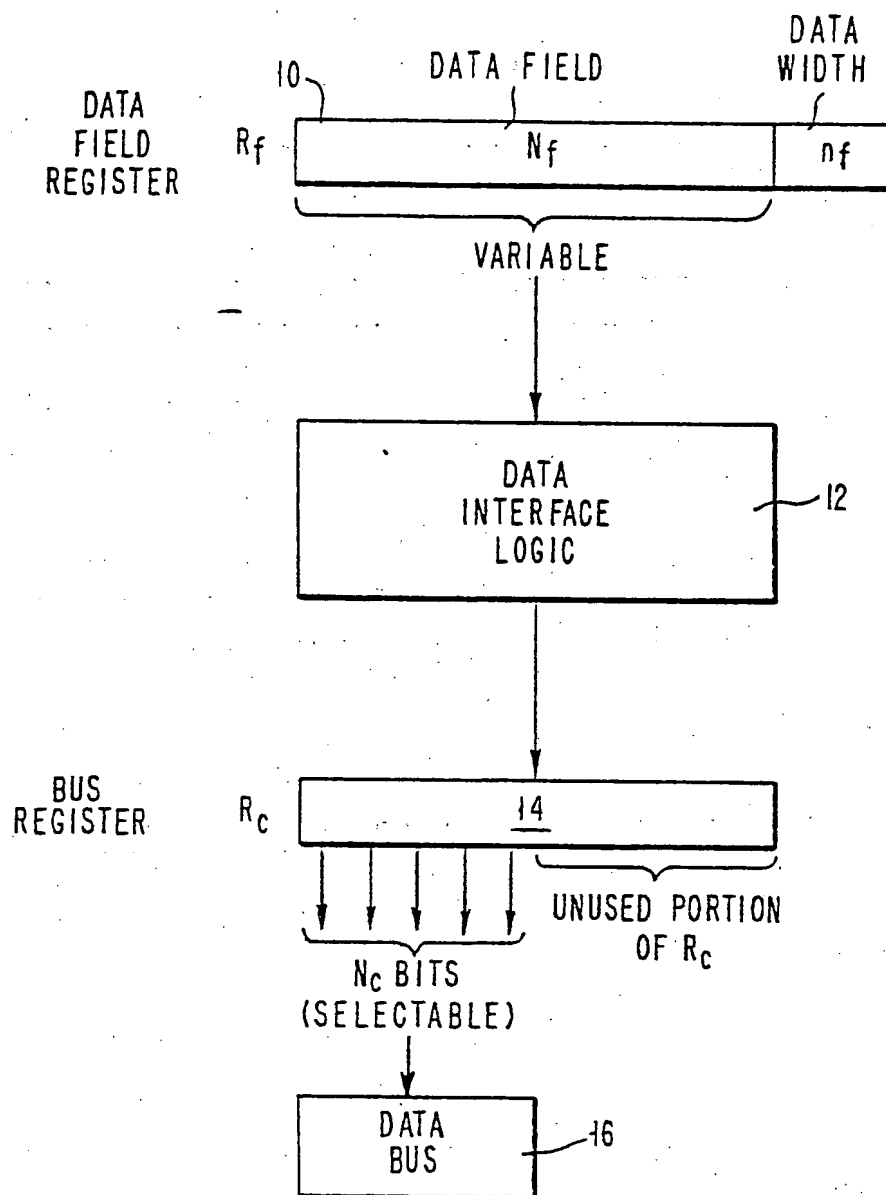 DATA
WIDTH
10
DATA FIELD
DATA
FIELD
REGISTER
Rf
Nf
nf
VARIABLE
DATA
INTERFACE
LOGIC
12
BUS
REGISTER
Rc
14
UNUSED PORTION
OF Rc
Nc BITS
(SELECTABLE)
DATA
BUS
16